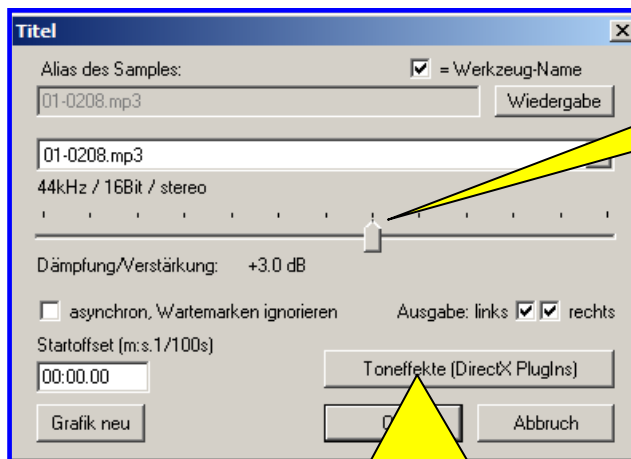 Titel
Alias des Samples:
= Werkzeug-Name
01-0208.mp3
Wiedergabe
01-0208.mp3
44kHz / 16Bit / stereo
Dämpfung/Verstärkung: +3.0 dB
asynchron, Wartemarken ignorieren
Ausgabe: links
rechts
Startoffset (m:s.1/100s)
00:00.00
Toneffekte (DirectX PlugIns)
Grafik neu
Abbruch